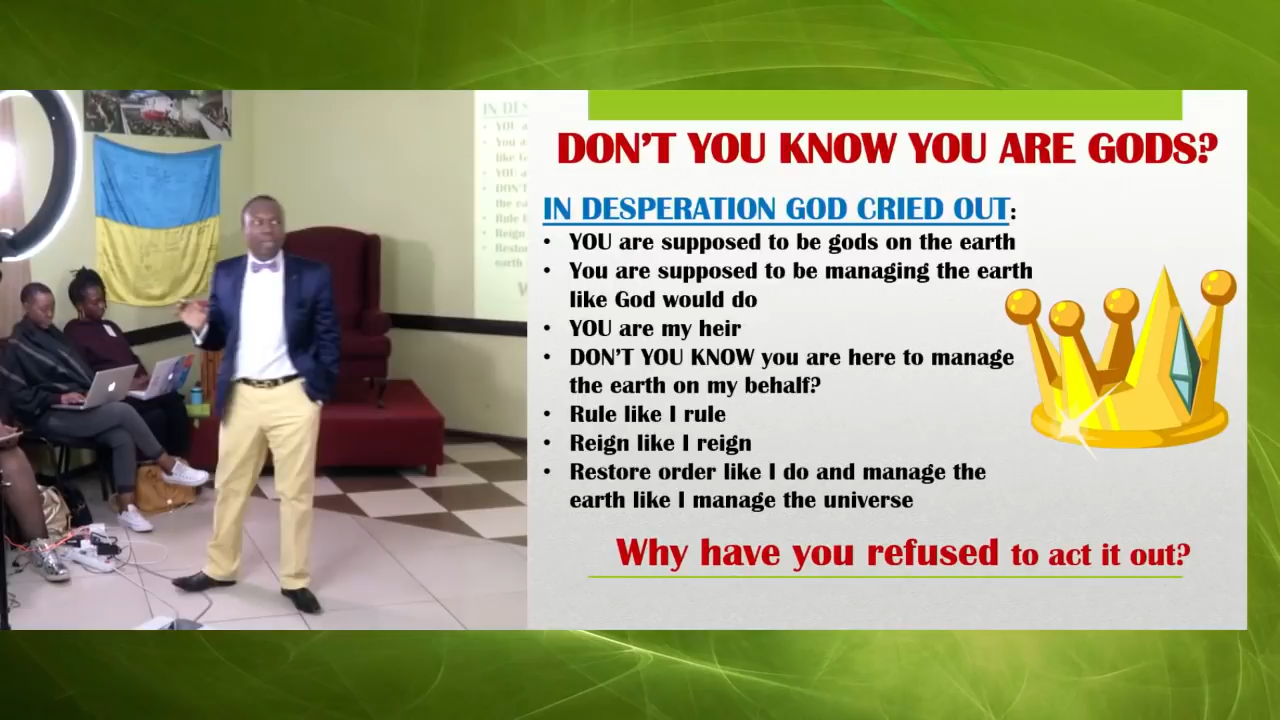 DON'T YOU KNOW YOU ARE GODS?
IN DESPERATION GOD CRIED OUT:
• YOU are supposed to be gods on the earth
• You are supposed to be managing the earth
like God would do
• YOU are my heir
• DON'T YOU KNOW you are here to manage
the earth on my behalf?
• Rule like I rule
• Reign like I reign
• Restore order like I do and manage the
earth like I manage the universe
Why have you refused to act it out?